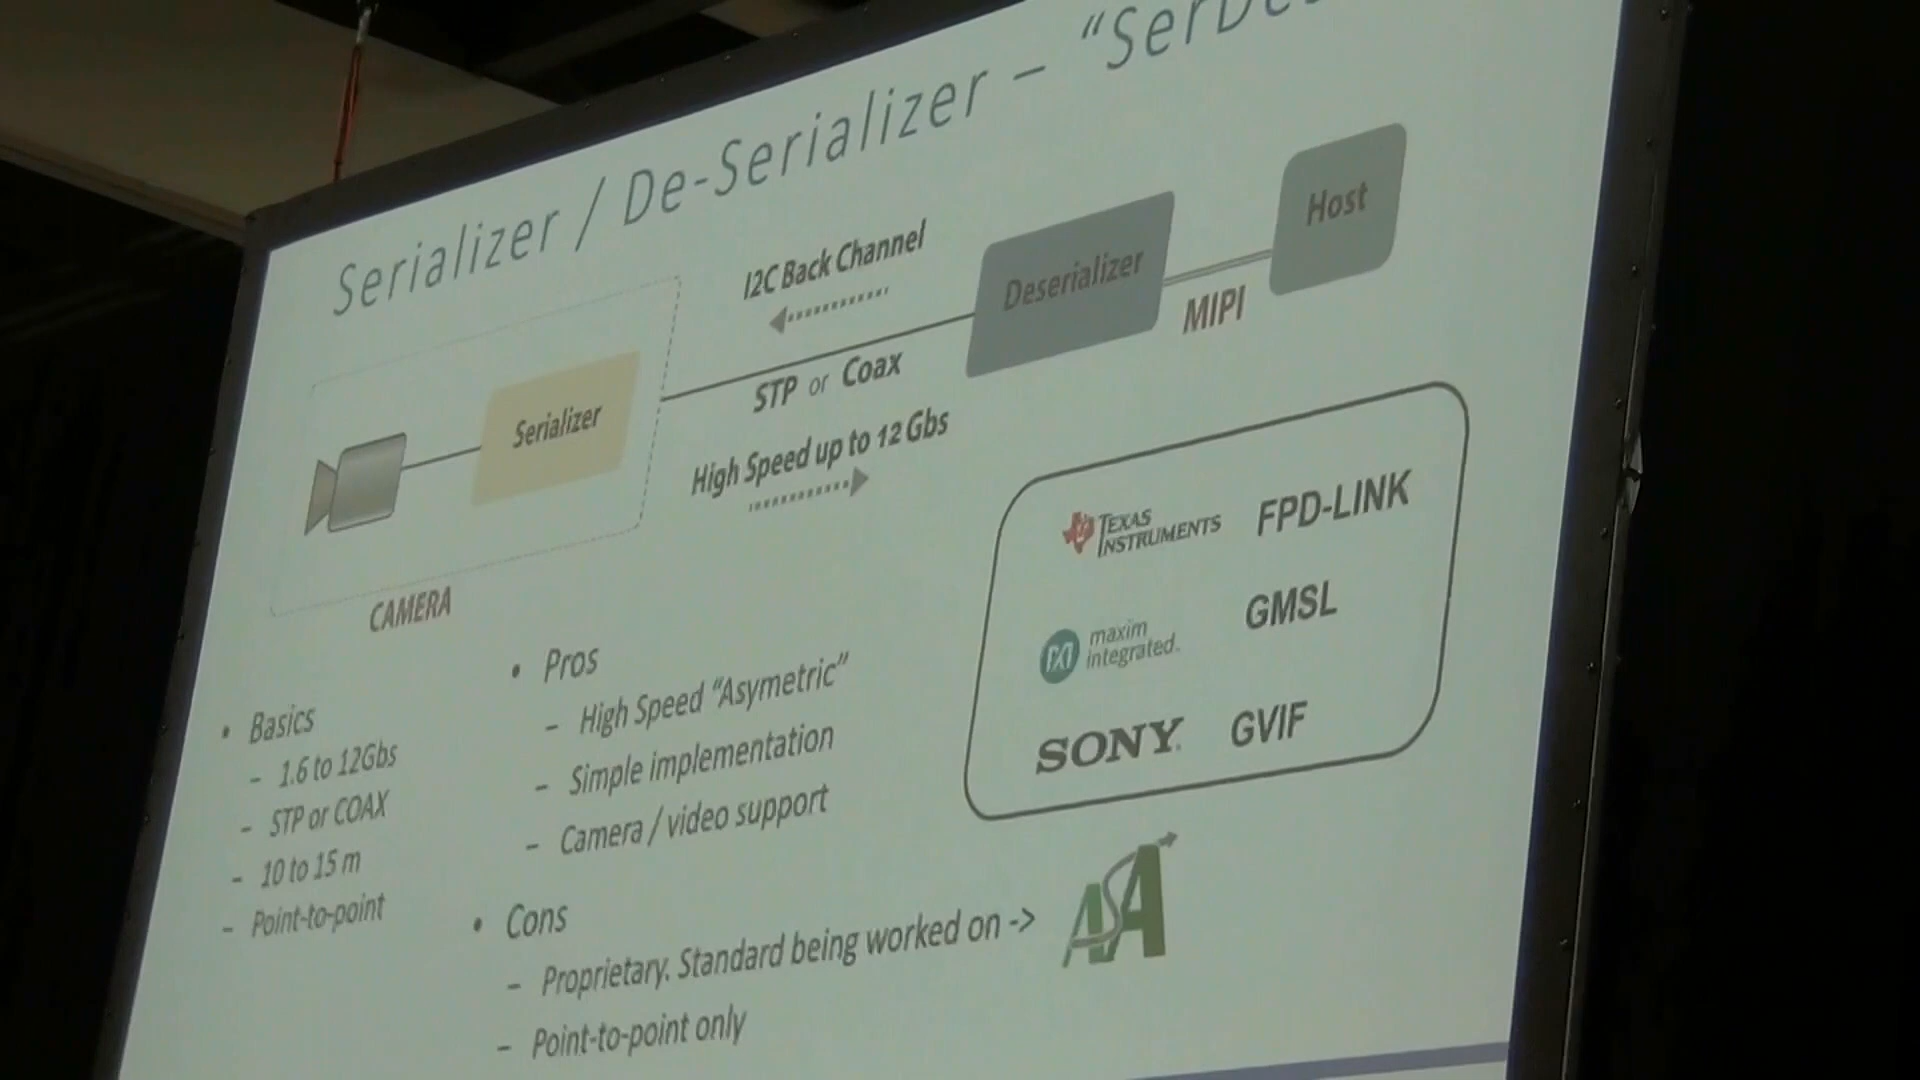 Serializer / De-Serializer – "SerDes
I2C Back Channel
Deserializer
Host
MIPI
STP or Coax
Serializer
High Speed up to 12 Gbs
CAMERA
TEXAS
INSTRUMENTS
FPD-LINK
maxim
integrated.
GMSL
SONY
GVIF
• Basics
– 1.6 to 12Gbs
– STP or COAX
– 10 to 15 m
– Point-to-point
• Pros
– High Speed "Asymetric"
– Simple implementation
– Camera / video support
• Cons
– Proprietary. Standard being worked on ->
– Point-to-point only
ASA